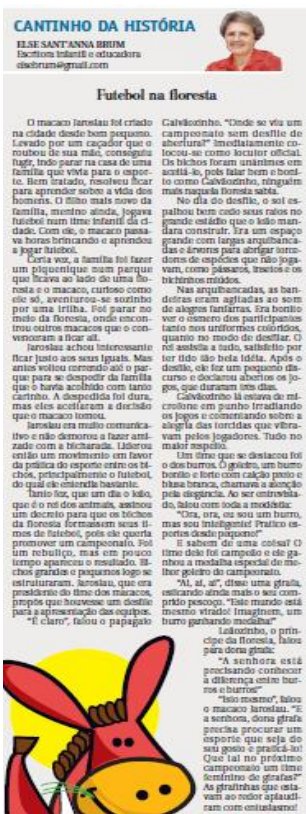 CANTINHO DA HISTÓRIA
ELSE SANT'ANNA BRUM
Escritora infantil e educadora
elsebrum@gmail.com
Futebol na floresta
O macaco Jaroslau foi criado
na cidade desde bem pequeno.
Levado por um caçador que o
roubou de sua mãe, conseguiu
fugir, indo parar na casa de uma
família que vivia para o espor-
te. Bem tratado, resolveu ficar
para aprender sobre a vida dos
homens. O filho mais novo da
família, menino ainda, jogava
futebol num time infantil da ci-
dade. Com ele, o macaco passa-
va horas brincando e aprendeu
a jogar futebol.
Certa vez, a família foi fazer
um piquenique num parque
que ficava ao lado de uma flo-
resta e o macaco, curioso como
ele só, aventurou-se sozinho
por uma trilha. Foi parar no
meio da floresta, onde encon-
trou outros macacos que o con-
venceram a ficar ali.
Jaroslau achou interessante
ficar junto aos seus iguais. Mas
antes voltou correndo até o par-
que para se despedir da família
que o havia acolhido com tanto
carinho. A despedida foi dura,
mas eles aceitaram a decisão
que o macaco tomou.
Jaroslau era muito comunica-
tivo e não demorou a fazer ami-
zade com a bicharada. Liderou
então um movimento em favor
da prática do esporte entre os bi-
chos, principalmente o futebol,
do qual ele entendia bastante.
Tanto fez, que um dia o leão,
que é o rei dos animais, assinou
um decreto para que os bichos
da floresta formassem seus ti-
mes de futebol, pois ele queria
promover um campeonato. Foi
um rebuliço, mas em pouco
tempo apareceu o resultado. Bi-
chos grandes e pequenos logo se
estruturaram. Jaroslau, que era
presidente do time dos macacos,
propôs que houvesse um desfile
para a apresentação das equipes.
"É claro", falou o papagaio
Galvãozinho. "Onde se viu um
campeonato sem desfile de
abertura?" Imediatamente co-
locou-se como locutor oficial.
Os bichos foram unânimes em
aceitá-lo, pois falar bem e boni-
to como Galvãozinho, ninguém
mais naquela floresta sabia.
No dia do desfile, o sol es-
palhou bem cedo seus raios no
grande estádio que o leão man-
dara construir. Era um espaço
grande com largas arquibanca-
das e árvores para abrigar torce-
dores de espécies que não joga-
vam, como pássaros, insetos e os
bichinhos miúdos.
Nas arquibancadas, as ban-
deiras eram agitadas ao som
de alegres fanfarras. Era bonito
ver o esmero dos participantes
tanto nos uniformes coloridos,
quanto no modo de desfilar. O
rei assistia a tudo, satisfeito por
ter tido tão bela idéia. Após o
desfile, ele fez um pequeno dis-
curso e declarou abertos os jo-
gos, que duraram três dias.
Galvãozinho lá estava de mi-
crofone em punho irradiando
os jogos e comentando sobre a
alegria das torcidas que vibra-
vam pelos jogadores. Tudo no
maior respeito.
Um time que se destacou foi
o dos burros. O goleiro, um burro
bonito e forte com calção preto e
blusa branca, chamava a atenção
pela elegância. Ao ser entrevista-
do, falou com toda a modéstia:
"Ora, ora, eu sou um burro,
mas sou inteligente! Pratico es-
portes desde pequeno!"
E sabem de uma coisa? O
time dele foi campeão e ele ga-
nhou a medalha especial de me-
lhor goleiro do campeonato.
"Ai, ai, ai", disse uma girafa,
esticando ainda mais o seu com-
prido pescoço. "Este mundo está
mesmo virado! Imaginem, um
burro ganhando medalha!"
Leãozinho, o prín-
cipe da floresta, falou
para dona girafa:
"A senhora está
precisando conhecer
a diferença entre bur-
ros e burros!"
"Isto mesmo", falou
o macaco Jaroslau. "E
a senhora, dona girafa
precisa procurar um
esporte que seja do
seu gosto e praticá-lo!
Que tal no próximo
campeonato um time
feminino de girafas?"
As girafinhas que esta-
vam ao redor aplaudi-
ram com entusiasmo!